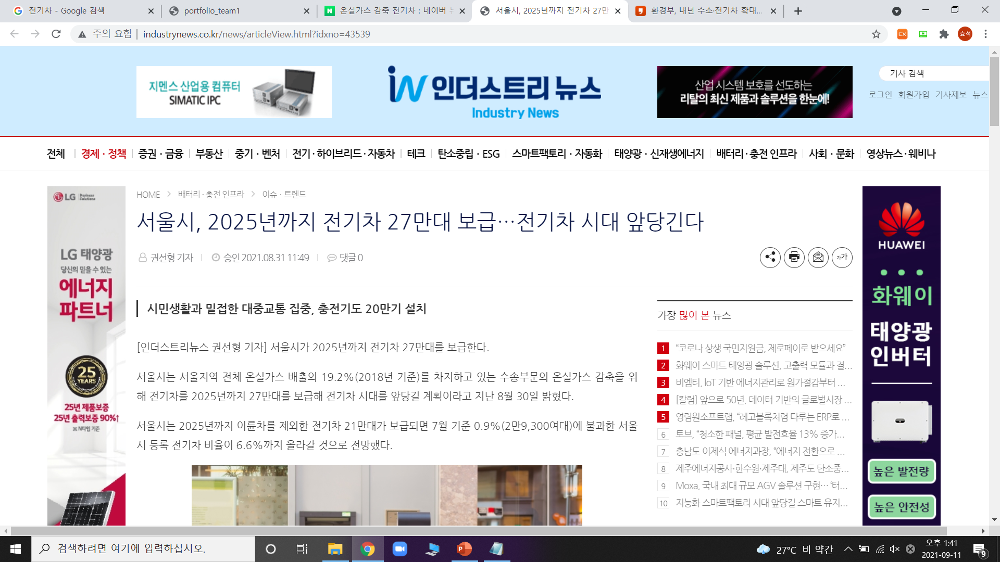 전기차 - Google 검색
portfolio_team1
온실가스 감축 전기차 : 네이버
서울시, 2025년까지 전기차 27만
환경부, 내년 수소·전기차 확대...
주의 요함
industrynews.co.kr/news/articleView.html?idxno=43539
EX
효석
지멘스 산업용 컴퓨터
SIMATIC IPC
인더스트리 뉴스
Industry News
산업 시스템 보호를 선도하는
리탈의 최신 제품과 솔루션을 한눈에!
기사 검색
로그인 회원가입 기사제보 뉴스
전체 경제 · 정책 증권 · 금융 부동산 중기 · 벤처 전기 · 하이브리드 · 자동차 테크 탄소중립 · ESG 스마트팩토리 · 자동화 태양광 · 신재생에너지 배터리 · 충전 인프라 사회 · 문화 영상뉴스 · 웨비나
LG Business Solutions
LG 태양광
당신의 믿을 수 있는
에너지
파트너
25
YEARS
25년 제품보증
25년 출력보증 90%↑
※ N타입 기준
HOME > 배터리 · 충전 인프라 > 이슈 · 트렌드
서울시, 2025년까지 전기차 27만대 보급…전기차 시대 앞당긴다
권선형 기자 승인 2021.08.31 11:49 댓글 0
가가
시민생활과 밀접한 대중교통 집중, 충전기도 20만기 설치
[인더스트리뉴스 권선형 기자] 서울시가 2025년까지 전기차 27만대를 보급한다.
서울시는 서울지역 전체 온실가스 배출의 19.2%(2018년 기준)를 차지하고 있는 수송부문의 온실가스 감축을 위
해 전기차를 2025년까지 27만대를 보급해 전기차 시대를 앞당길 계획이라고 지난 8월 30일 밝혔다.
서울시는 2025년까지 이륜차를 제외한 전기차 21만대가 보급되면 7월 기준 0.9%(2만9,300여대)에 불과한 서울
시 등록 전기차 비율이 6.6%까지 올라갈 것으로 전망했다.
가장 많이 본 뉴스
1 “코로나 상생 국민지원금, 제로페이로 받으세요”
2 화웨이 스마트 태양광 솔루션, 고출력 모듈과 결...
3 비엠티, IoT 기반 에너지관리로 원가절감부터 ...
4 [칼럼] 앞으로 50년, 데이터 기반의 글로벌시장 ...
5 영림원소프트랩, “레고블록처럼 다루는 ERP로 ...
6 토브, “청소한 패널, 평균 발전효율 13% 증가...
7 충남도 이제식 에너지과장, “에너지 전환으로 ...
8 제주에너지공사·한수원·제주대, 제주도 탄소중...
9 Moxa, 국내 최대 규모 AGV 솔루션 구현… ‘터...
10 지능화 스마트팩토리 시대 앞당길 스마트 유지...
HUAWEI
화웨이
태양광
인버터
높은 발전량
높은 안전성
검색하려면 여기에 입력하십시오.
27°C 비 약간
오후 1:41
2021-09-11
9